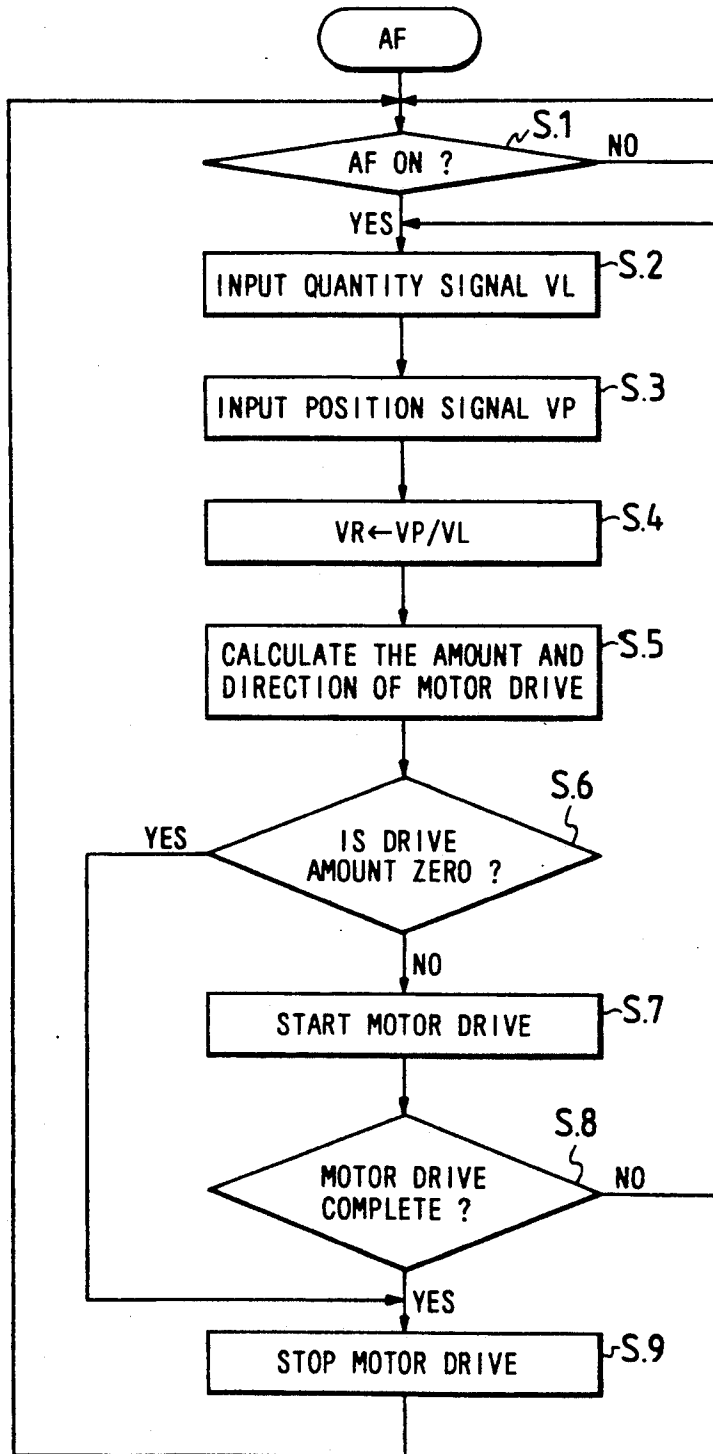 AF
S.1
AF ON ?
NO
YES
S.2
INPUT QUANTITY SIGNAL VL
S.3
INPUT POSITION SIGNAL VP
S.4
VR←VP/VL
S.5
CALCULATE THE AMOUNT AND
DIRECTION OF MOTOR DRIVE
S.6
YES
IS DRIVE
AMOUNT ZERO ?
NO
S.7
START MOTOR DRIVE
S.8
MOTOR DRIVE
COMPLETE ?
NO
YES
S.9
STOP MOTOR DRIVE